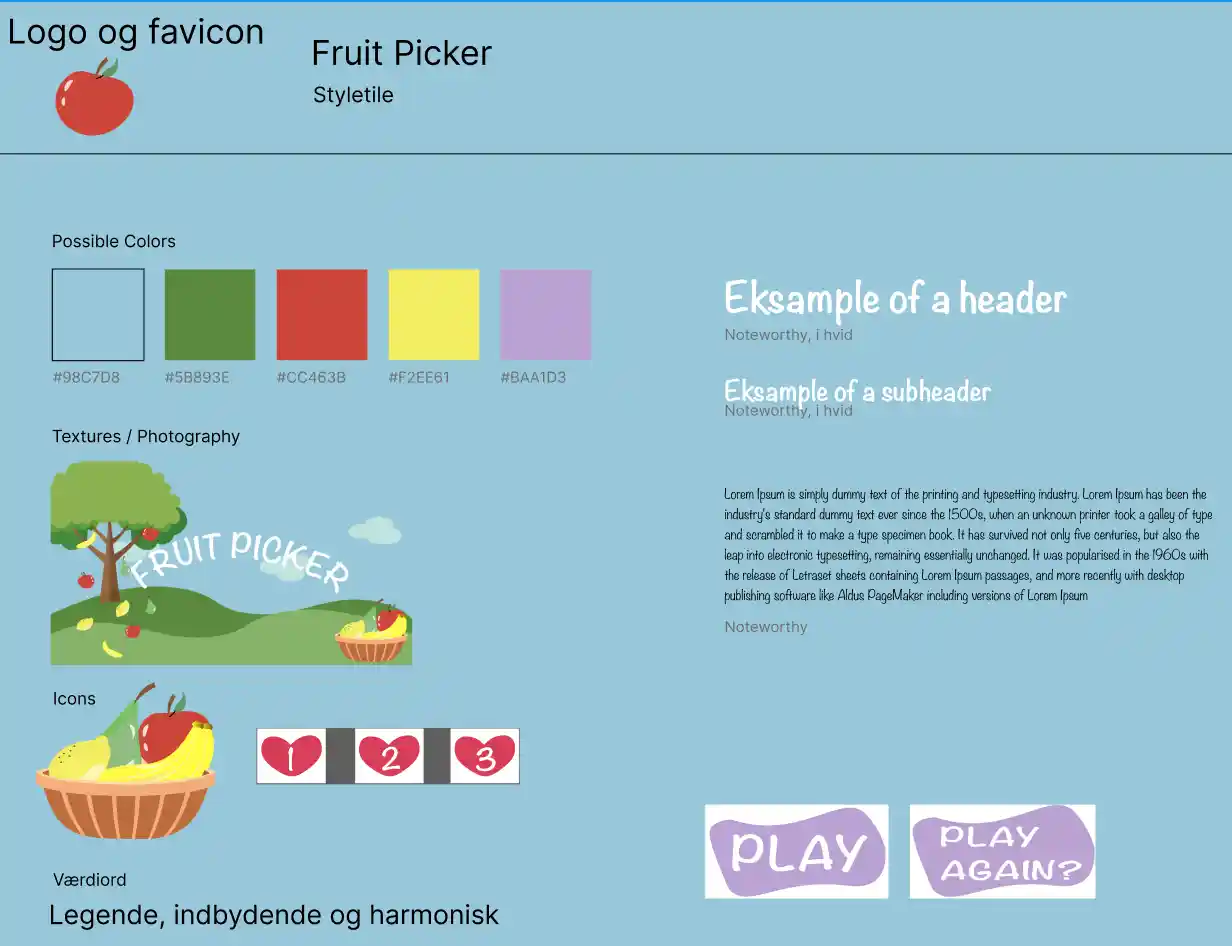 Logo og favicon
Fruit Picker
Styletile
Possible Colors
#98C7D8
#5B893E
#CC463B
#F2EE61
#BAA1D3
Textures / Photography
FRUIT PICKER
Icons
1
2
3
Værdiord
Legende, indbydende og harmonisk
Eksample of a header
Noteworthy, i hvid
Eksample of a subheader
Noteworthy, i hvid
Lorem Ipsum is simply dummy text of the printing and typesetting industry. Lorem Ipsum has been the
industry's standard dummy text ever since the 1500s, when an unknown printer took a galley of type
and scrambled it to make a type specimen book. It has survived not only five centuries, but also the
leap into electronic typesetting, remaining essentially unchanged. It was popularised in the 1960s with
the release of Letraset sheets containing Lorem Ipsum passages, and more recently with desktop
publishing software like Aldus PageMaker including versions of Lorem Ipsum
Noteworthy
PLAY
PLAY
AGAIN?